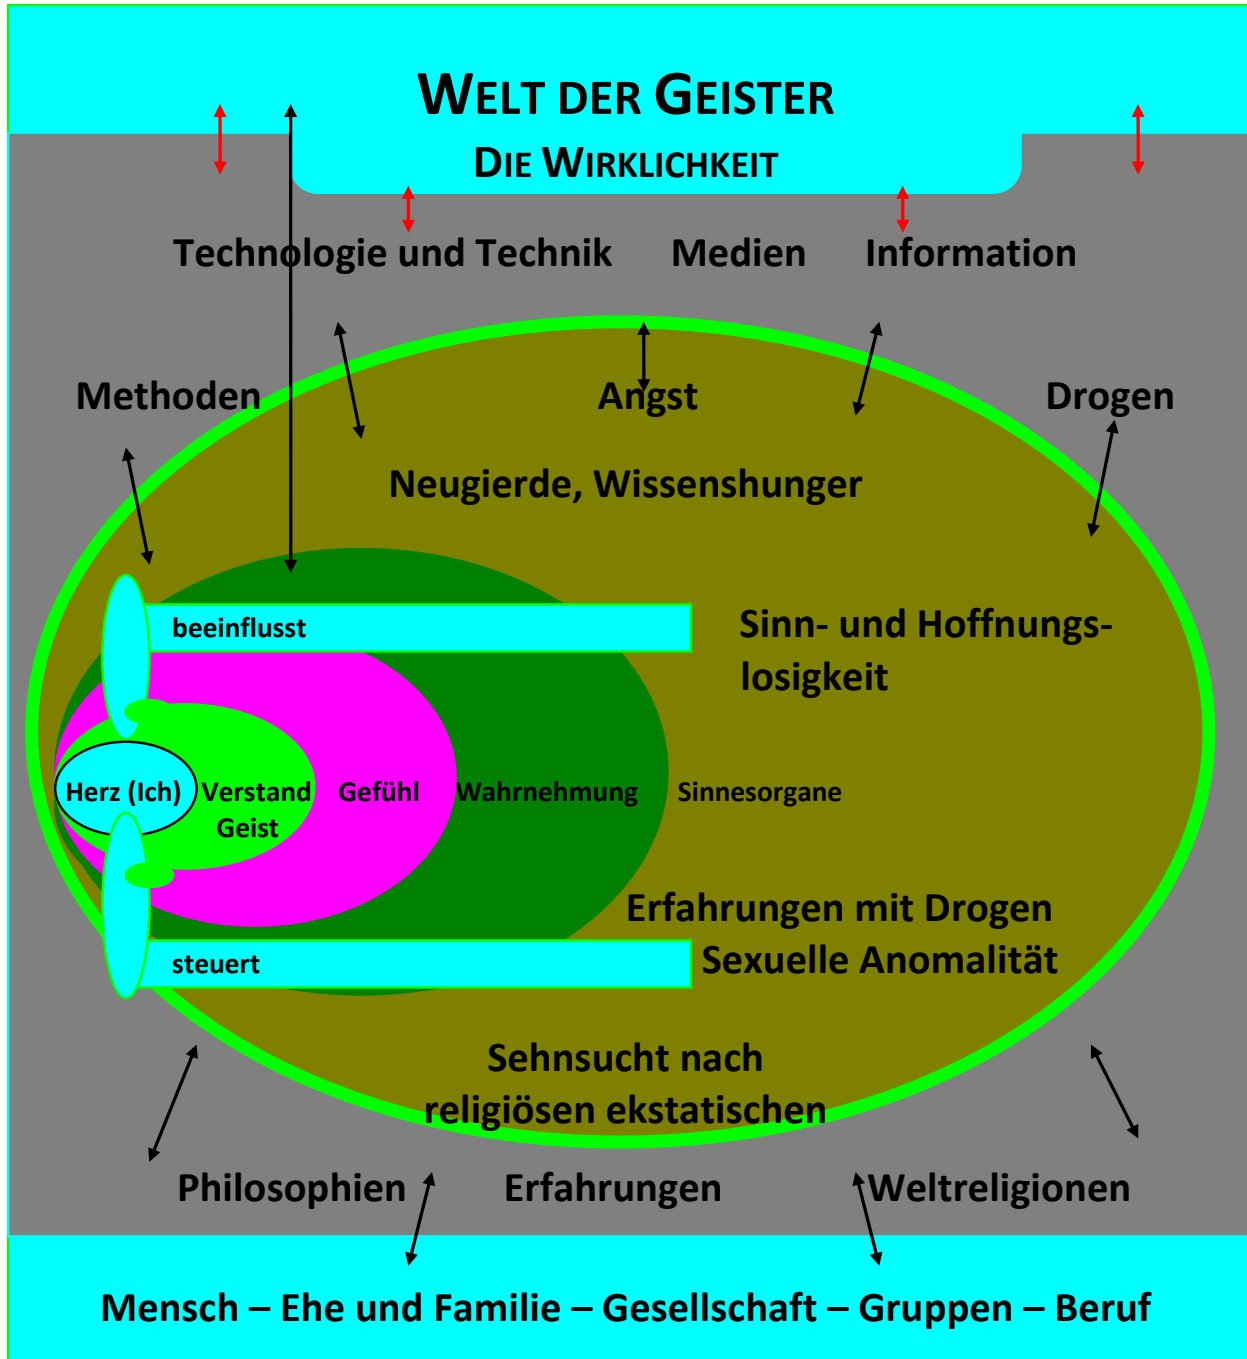 WELT DER GEISTER
DIE WIRKLICHKEIT
Technologie und Technik Medien Information
Methoden Angst Drogen
Neugierde, Wissenshunger
beeinflusst
Sinn- und Hoffnungs-
losigkeit
Herz (Ich) Verstand Gefühl Wahrnehmung Sinnesorgane
Geist
Erfahrungen mit Drogen
steuert
Sexuelle Anomalität
Sehnsucht nach
religiösen ekstatischen
Philosophien Erfahrungen Weltreligionen
Mensch – Ehe und Familie – Gesellschaft – Gruppen – Beruf